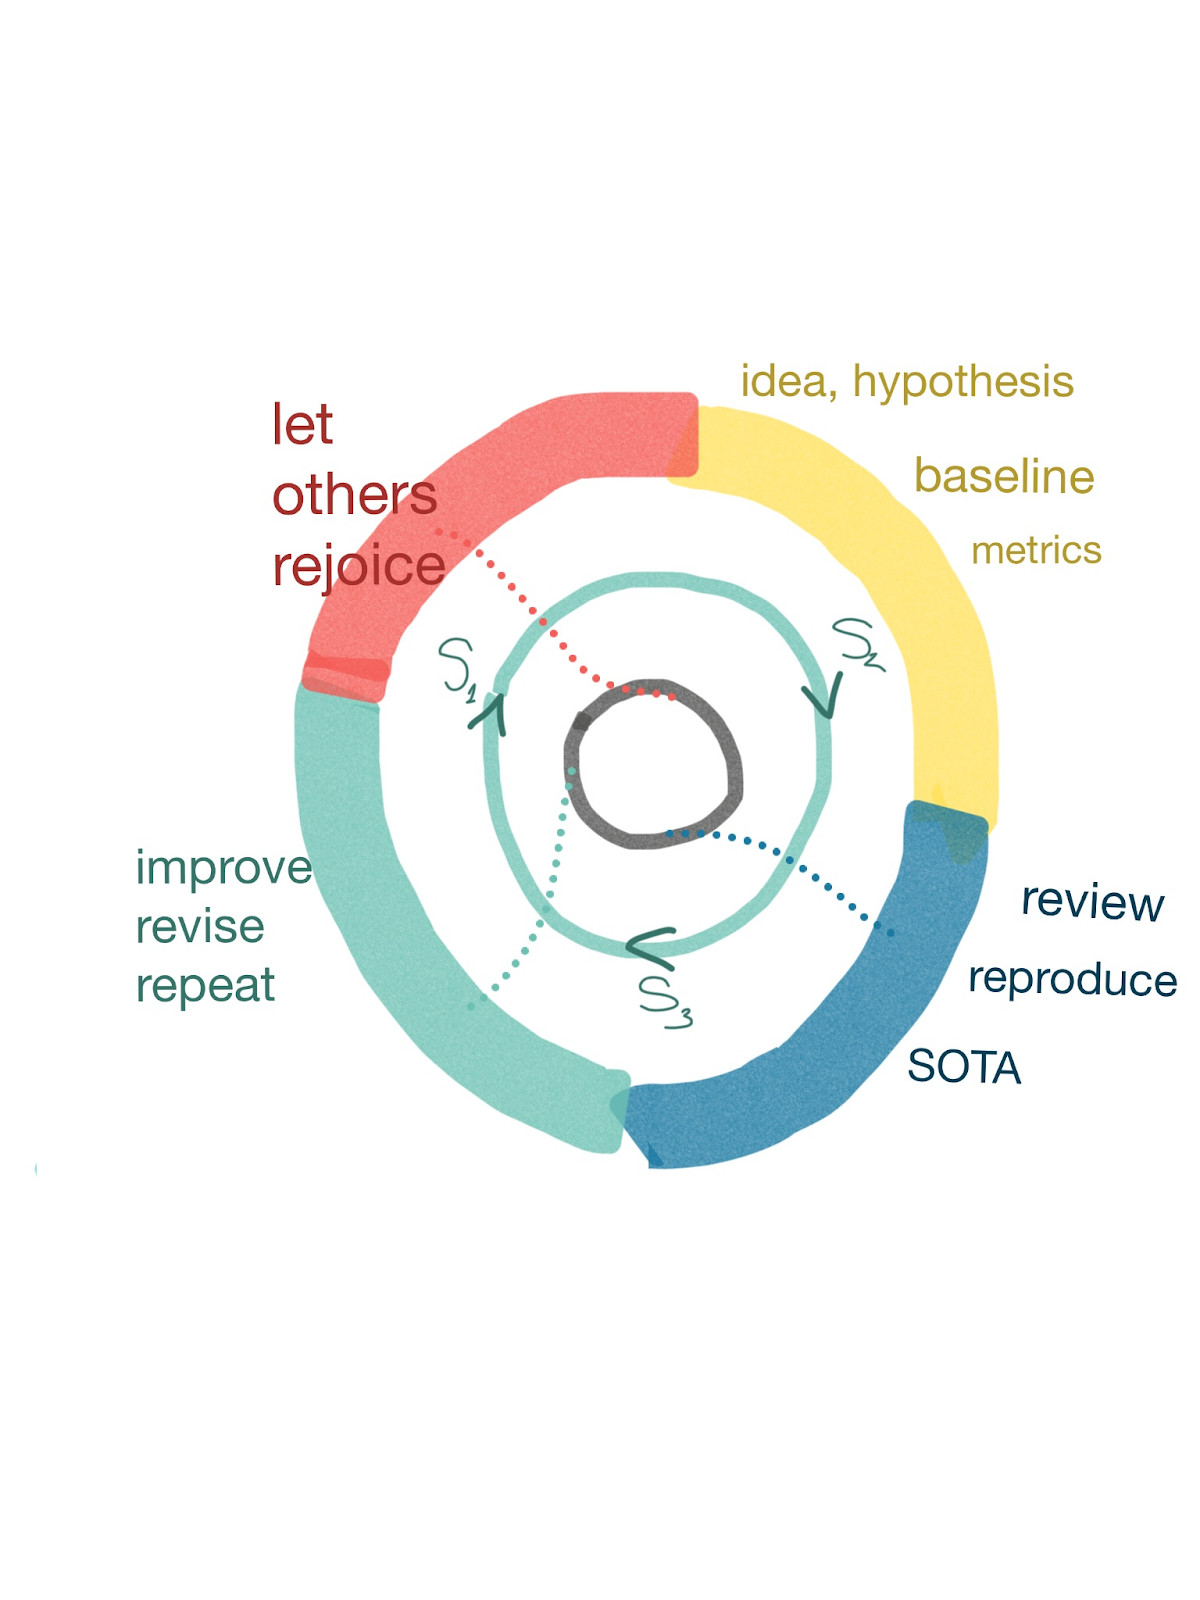 idea, hypothesis
let
others
rejoice
baseline
metrics
S₁
S₂
improve
revise
repeat
review
reproduce
S₃
SOTA